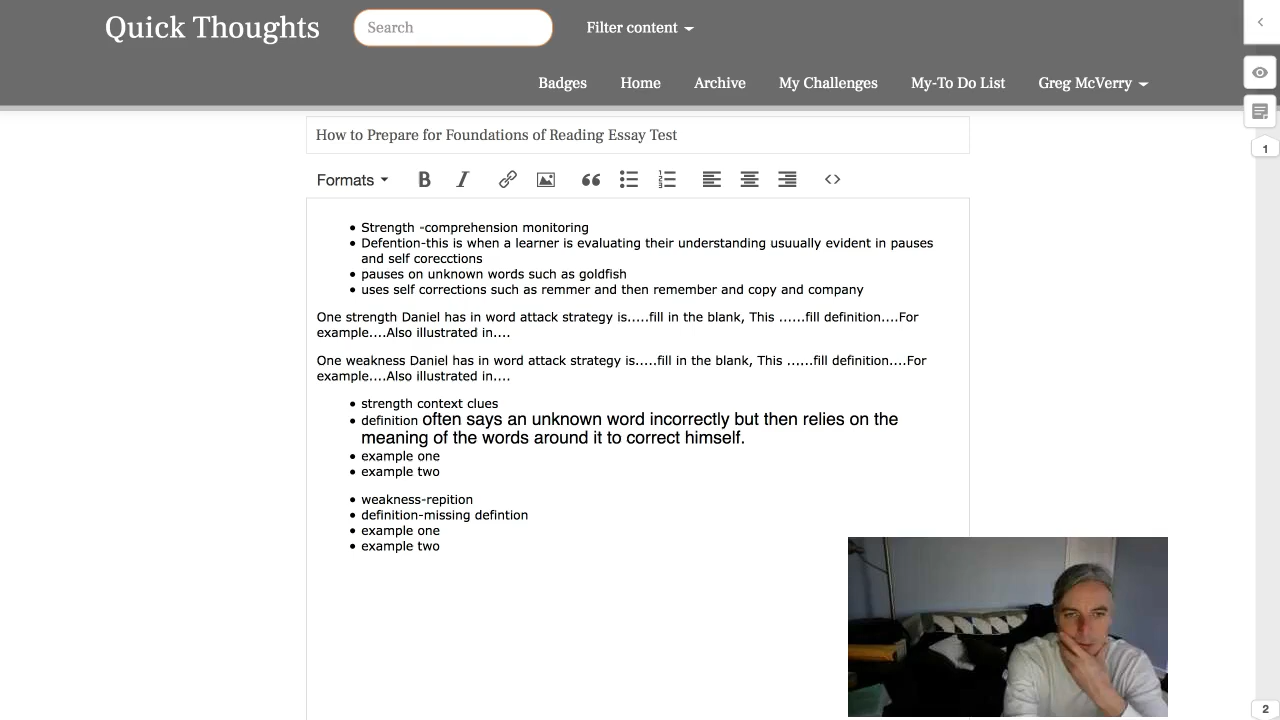 Quick Thoughts
Search
Filter content
Badges
Home
Archive
My Challenges
My-To Do List
Greg McVerry
How to Prepare for Foundations of Reading Essay Test
Formats
B
I
Strength -comprehension monitoring
Defention-this is when a learner is evaluating their understanding usuually evident in pauses
and self corecctions
pauses on unknown words such as goldfish
uses self corrections such as remmer and then remember and copy and company
One strength Daniel has in word attack strategy is.....fill in the blank, This ......fill definition....For
example....Also illustrated in....
One weakness Daniel has in word attack strategy is.....fill in the blank, This ......fill definition....For
example....Also illustrated in....
strength context clues
definition often says an unknown word incorrectly but then relies on the
meaning of the words around it to correct himself.
example one
example two
weakness-repition
definition-missing defintion
example one
example two
1
2